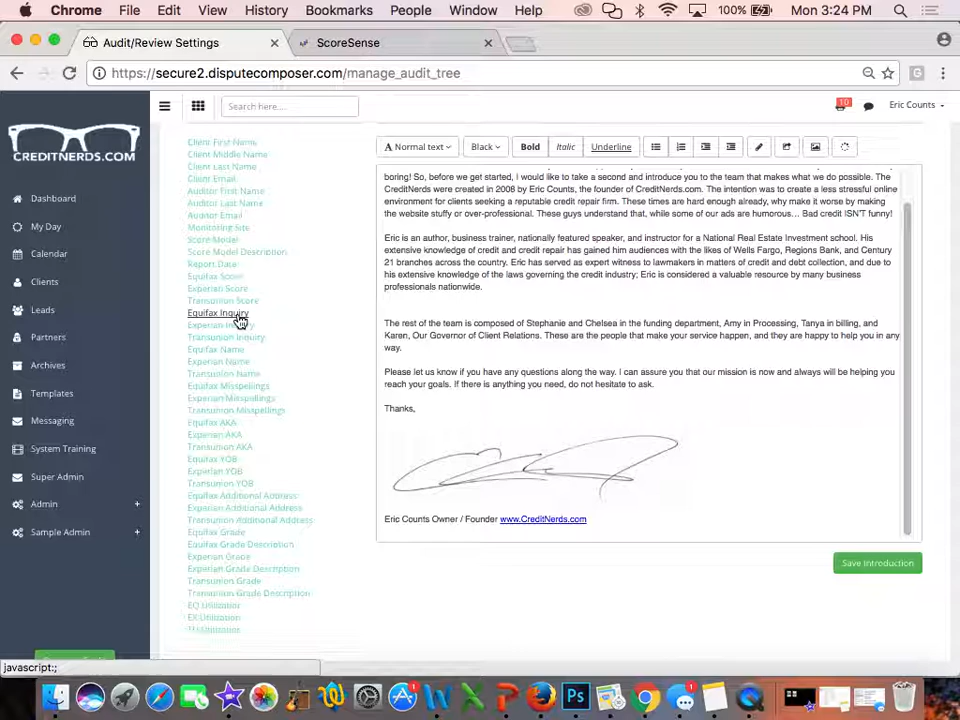 Chrome File Edit View History Bookmarks People Window Help 100% Mon 3:24 PM
Audit/Review Settings
ScoreSense
https://secure2.disputecomposer.com/manage_audit_tree
G
CREDITNERDS.COM
Search here....
10
Eric Counts
Dashboard
My Day
Calendar
Clients
Leads
Partners
Archives
Templates
Messaging
System Training
Super Admin
Admin +
Sample Admin +
Client First Name
Client Middle Name
Client Last Name
Client Email
Auditor First Name
Auditor Last Name
Auditor Email
Monitoring Site
Score Model
Score Model Description
Report Date
Equifax Score
Experian Score
Transunion Score
Equifax Inquiry
Experian Inquiry
Transunion Inquiry
Equifax Name
Experian Name
Transunion Name
Equifax Misspellings
Experian Misspellings
Transunion Misspellings
Equifax AKA
Experian AKA
Transunion AKA
Equifax YOB
Experian YOB
Transunion YOB
Equifax Additional Address
Experian Additional Address
Transunion Additional Address
Equifax Grade
Equifax Grade Description
Experian Grade
Experian Grade Description
Transunion Grade
Transunion Grade Description
EQ Utilization
EX Utilization
TU Utilization
A Normal text Black Bold Italic Underline
boring! So, before we get started, I would like to take a second and introduce you to the team that makes what we do possible. The
CreditNerds were created in 2008 by Eric Counts, the founder of CreditNerds.com. The intention was to create a less stressful online
environment for clients seeking a reputable credit repair firm. These times are hard enough already, why make it worse by making
the website stuffy or over-professional. These guys understand that, while some of our ads are humorous… Bad credit ISN'T funny!
Eric is an author, business trainer, nationally featured speaker, and instructor for a National Real Estate Investment school. His
extensive knowledge of credit and credit repair has gained him audiences with the likes of Wells Fargo, Regions Bank, and Century
21 branches across the country. Eric has served as expert witness to lawmakers in matters of credit and debt collection, and due to
his extensive knowledge of the laws governing the credit industry; Eric is considered a valuable resource by many business
professionals nationwide.
The rest of the team is composed of Stephanie and Chelsea in the funding department, Amy in Processing, Tanya in billing, and
Karen, Our Governor of Client Relations. These are the people that make your service happen, and they are happy to help you in any
way.
Please let us know if you have any questions along the way. I can assure you that our mission is now and always will be helping you
reach your goals. If there is anything you need, do not hesitate to ask.
Thanks,
Eric Counts Owner / Founder www.CreditNerds.com
Save Introduction
javascript:;
1
Ps
1